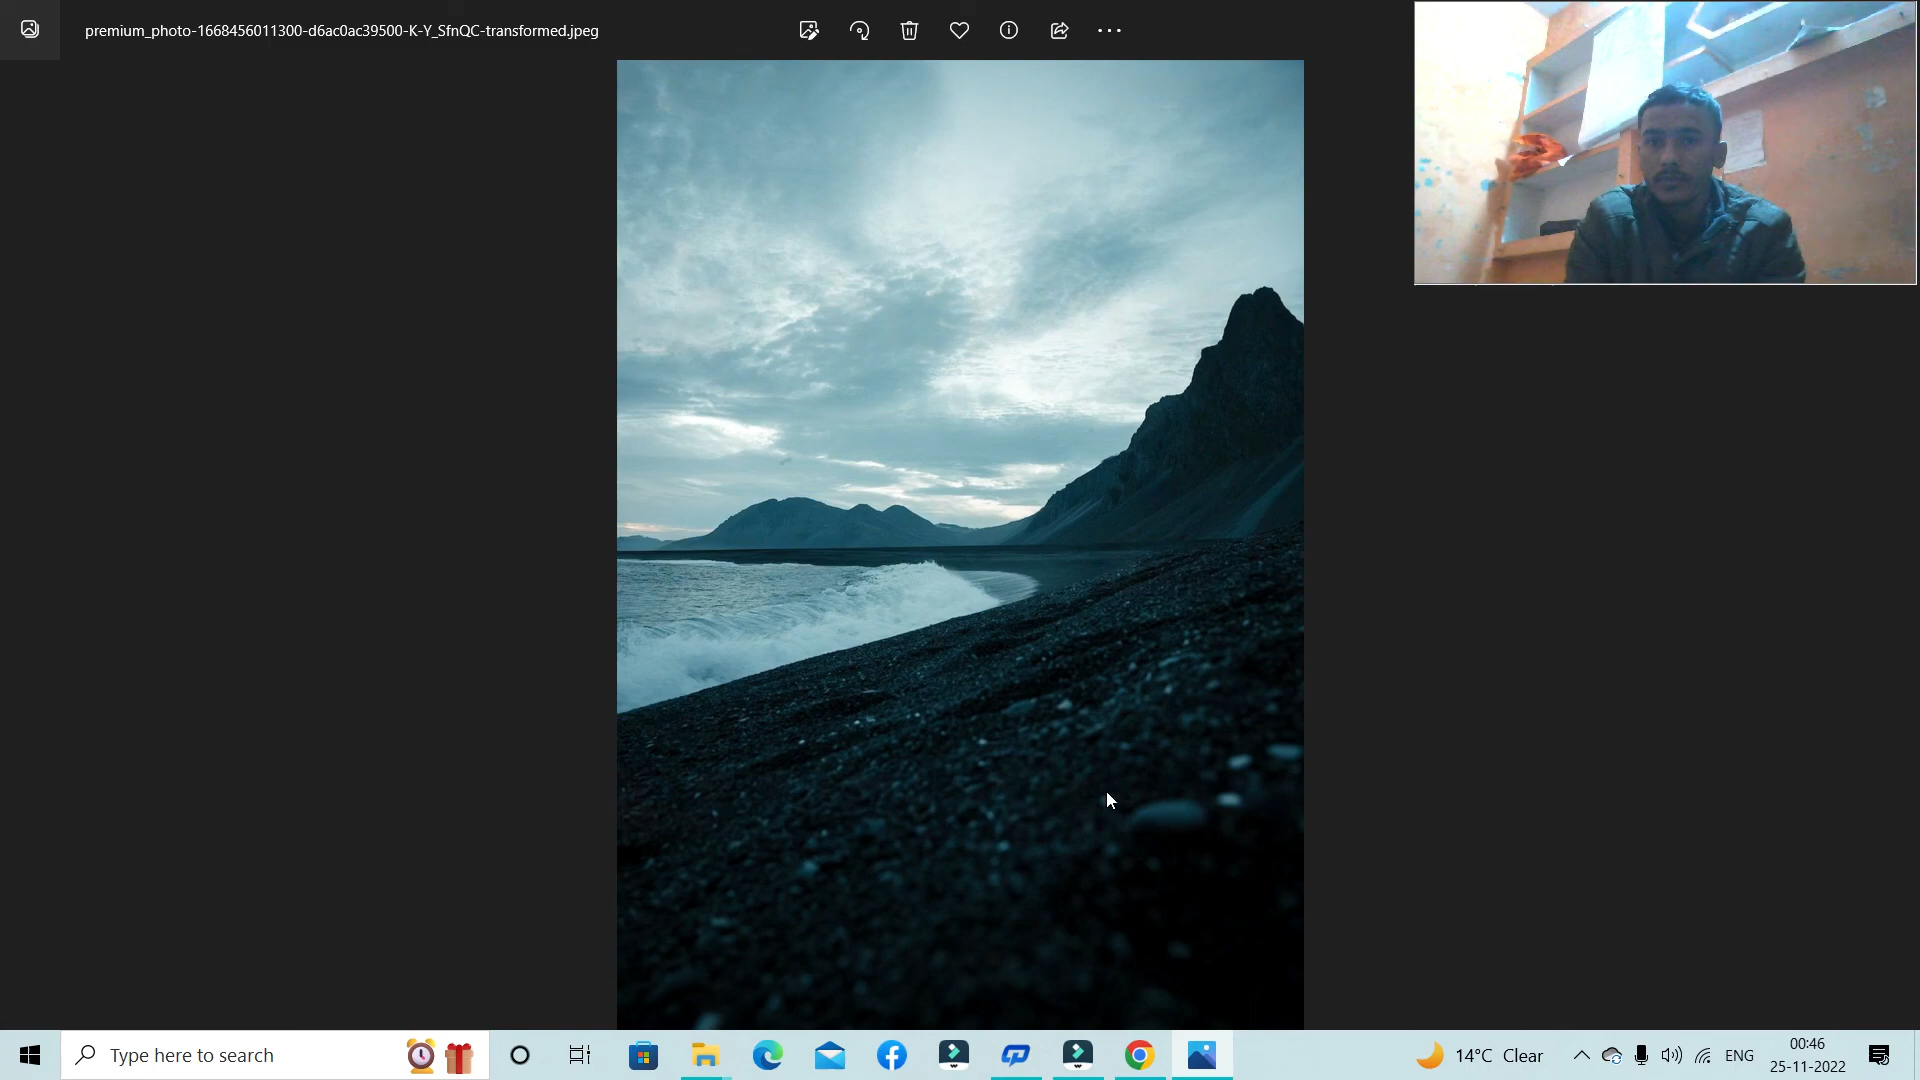 premium_photo-1668456011300-d6ac0ac39500-K-Y_SfnQC-transformed.jpeg
Type here to search
14°C Clear
ENG
00:46
25-11-2022